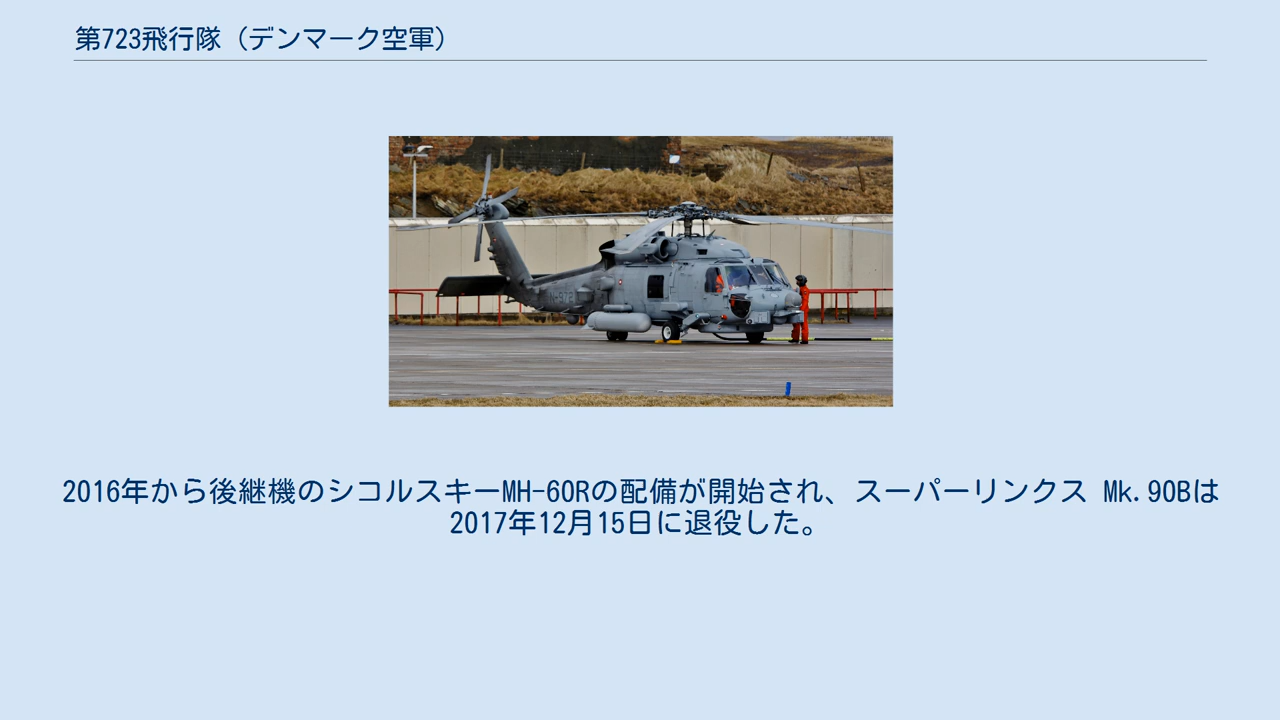 第723飛行隊（デンマーク空軍）
2016年から後継機のシコルスキーMH-60Rの配備が開始され、スーパーリンクス Mk.90Bは
2017年12月15日に退役した。